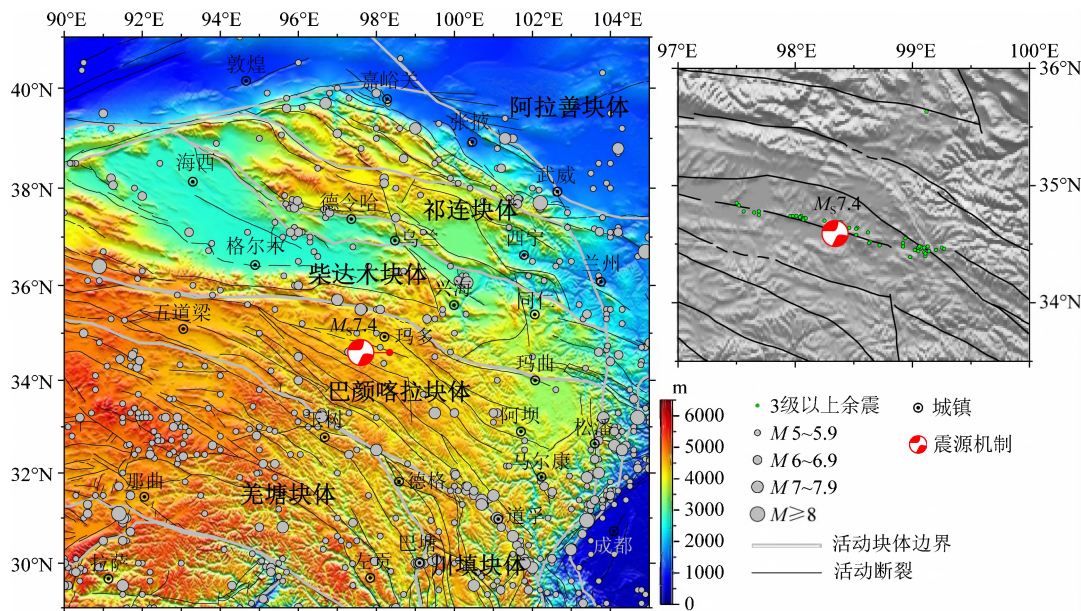 90°E 92°E 94°E 96°E 98°E 100°E 102°E 104°E
40°N
38°N
36°N
34°N
32°N
30°N
敦煌
嘉峪关
阿拉善块体
张掖
海西
武威
德令哈
祁连块体
乌兰
西宁
格尔木
柴达木块体
兰州
兴海
同仁
五道梁
Ms7.4
玛多
玛曲
巴颜喀拉块体
玉树
阿坝
松潘
马尔康
那曲
羌塘块体
德格
道孚
巴塘
成都
拉萨
左贡
川填块体
97°E 98°E 99°E 100°E
36°N
35°N
34°N
Ms7.4
m
6000
5000
4000
3000
2000
1000
0
3级以上余震
M 5~5.9
M 6~6.9
M 7~7.9
M≥8
城镇
震源机制
活动块体边界
活动断裂